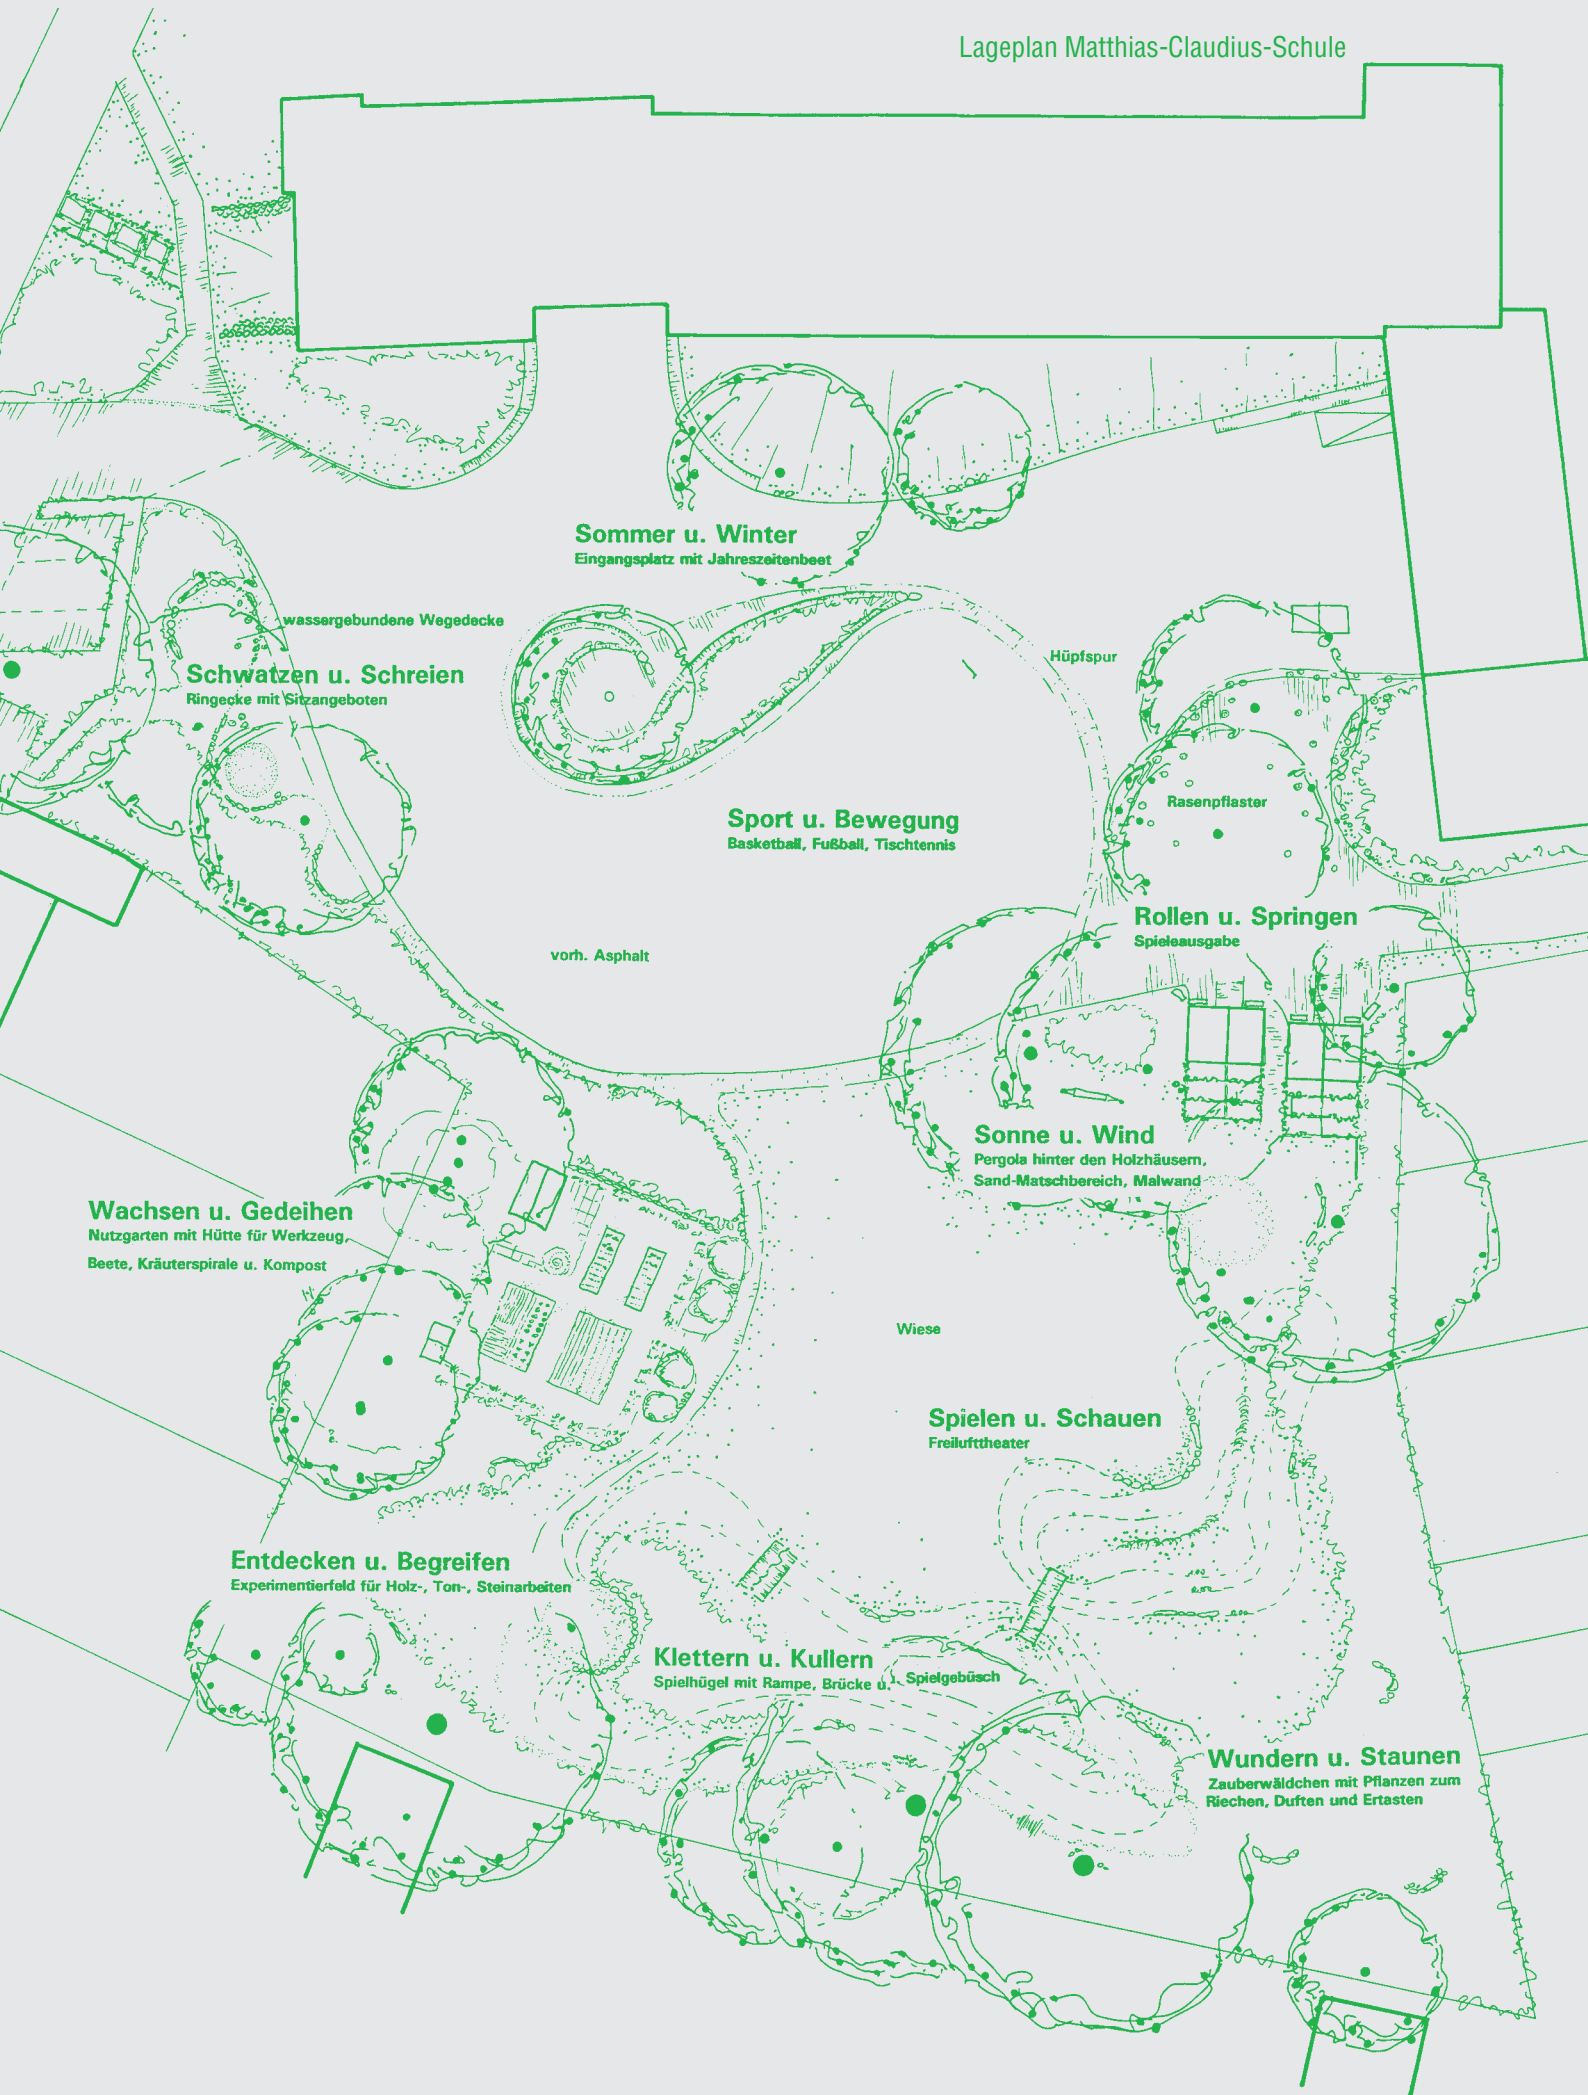 Lageplan Matthias-Claudius-Schule
Sommer u. Winter
Eingangsplatz mit Jahreszeitenbeet
wassergebundene Wegedecke
Schwatzen u. Schreien
Ringecke mit Sitzangeboten
Hüpfspur
Rasenpflaster
Sport u. Bewegung
Basketball, Fußball, Tischtennis
Rollen u. Springen
Spieleausgabe
vorh. Asphalt
Sonne u. Wind
Pergola hinter den Holzhäusern,
Sand-Matschbereich, Malwand
Wachsen u. Gedeihen
Nutzgarten mit Hütte für Werkzeug,
Beete, Kräuterspirale u. Kompost
Wiese
Spielen u. Schauen
Freilufttheater
Entdecken u. Begreifen
Experimentierfeld für Holz-, Ton-, Steinarbeiten
Klettern u. Kullern
Spielhügel mit Rampe, Brücke u. Spielgebüsch
Wundern u. Staunen
Zauberwäldchen mit Pflanzen zum
Riechen, Duften und Ertasten